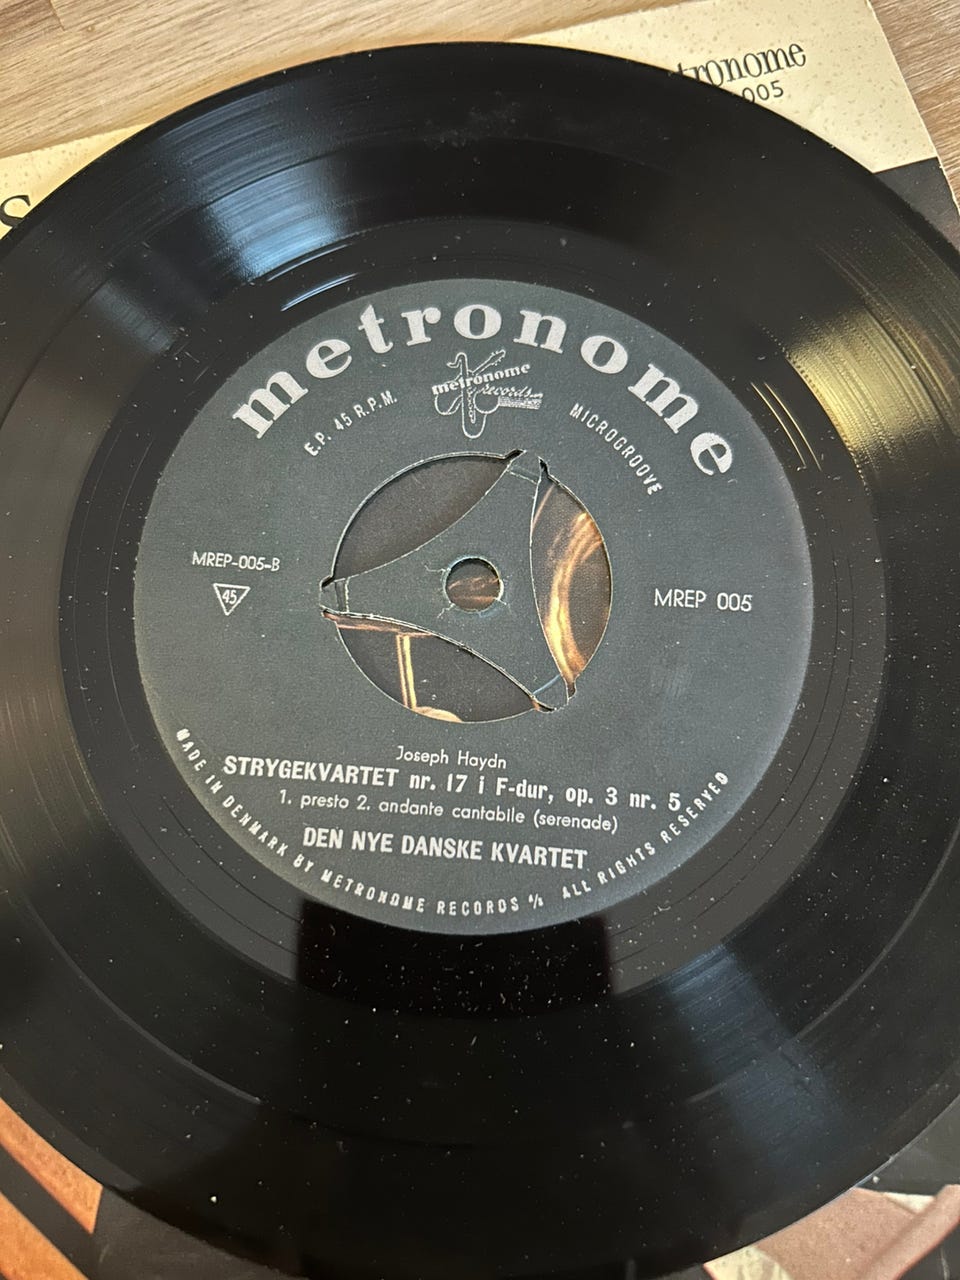 metronome
005
S
metronome
metronome
records
E.P. 45 R.P.M.
MICROGROOVE
MREP-005-B
45
MREP 005
Joseph Haydn
STRYGEKVARTET nr. 17 i F-dur, op. 3 nr. 5
1. presto 2. andante cantabile (serenade)
DEN NYE DANSKE KVARTET
MADE IN DENMARK BY METRONOME RECORDS A/S ALL RIGHTS RESERVED